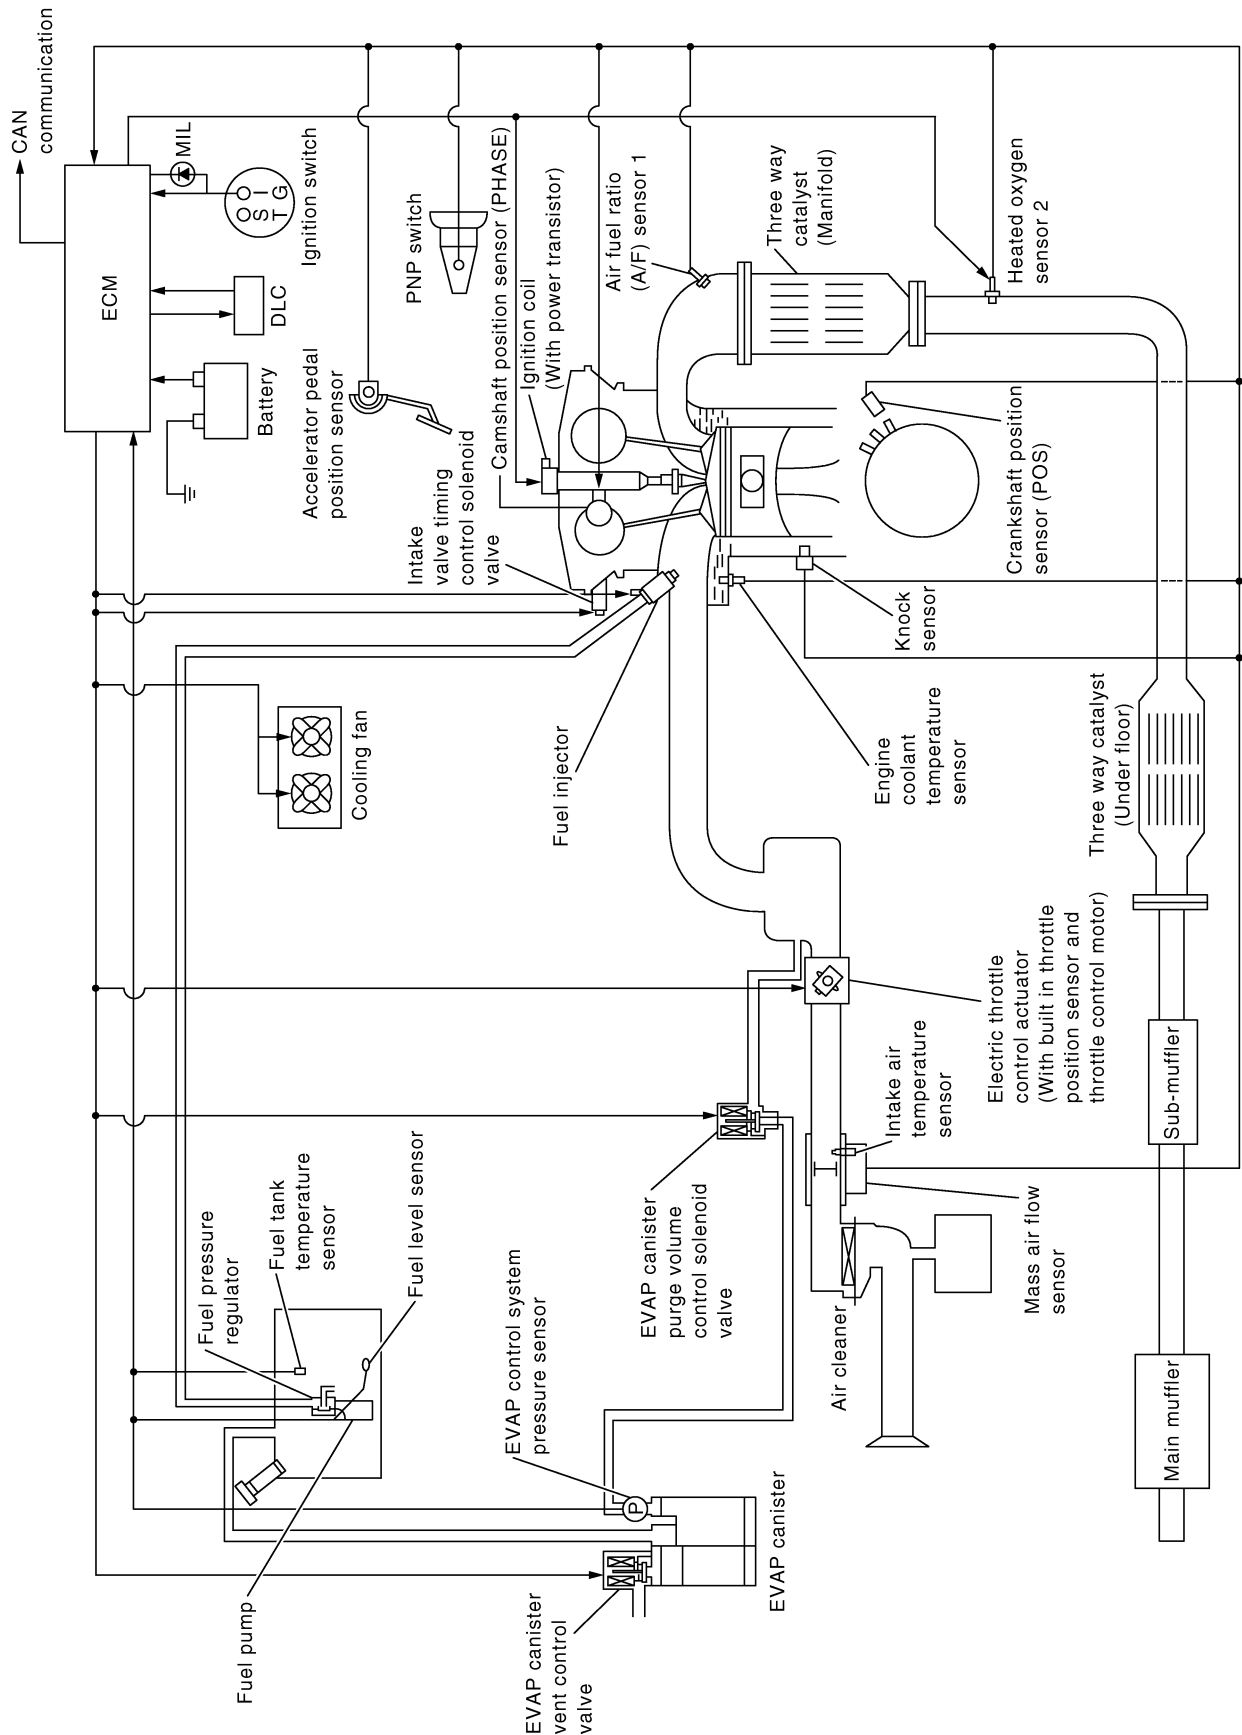 CAN
communication
ECM
MIL
I
S
T
G
Ignition switch
DLC
Battery
Accelerator pedal
position sensor
PNP switch
Camshaft position sensor (PHASE)
Ignition coil
(With power transistor)
Air fuel ratio
(A/F) sensor 1
Three way
catalyst
(Manifold)
Heated oxygen
sensor 2
Intake
valve timing
control solenoid
valve
Crankshaft position
sensor (POS)
Knock
sensor
Engine
coolant
temperature
sensor
Cooling fan
Fuel injector
Three way catalyst
(Under floor)
Electric throttle
control actuator
(With built in throttle
position sensor and
throttle control motor)
Intake air
temperature
sensor
Sub-muffler
Mass air flow
sensor
Main muffler
Air cleaner
EVAP canister
purge volume
control solenoid
valve
Fuel level sensor
Fuel tank
temperature
sensor
Fuel pressure
regulator
EVAP control system
pressure sensor
P
EVAP canister
Fuel pump
EVAP canister
vent control
valve